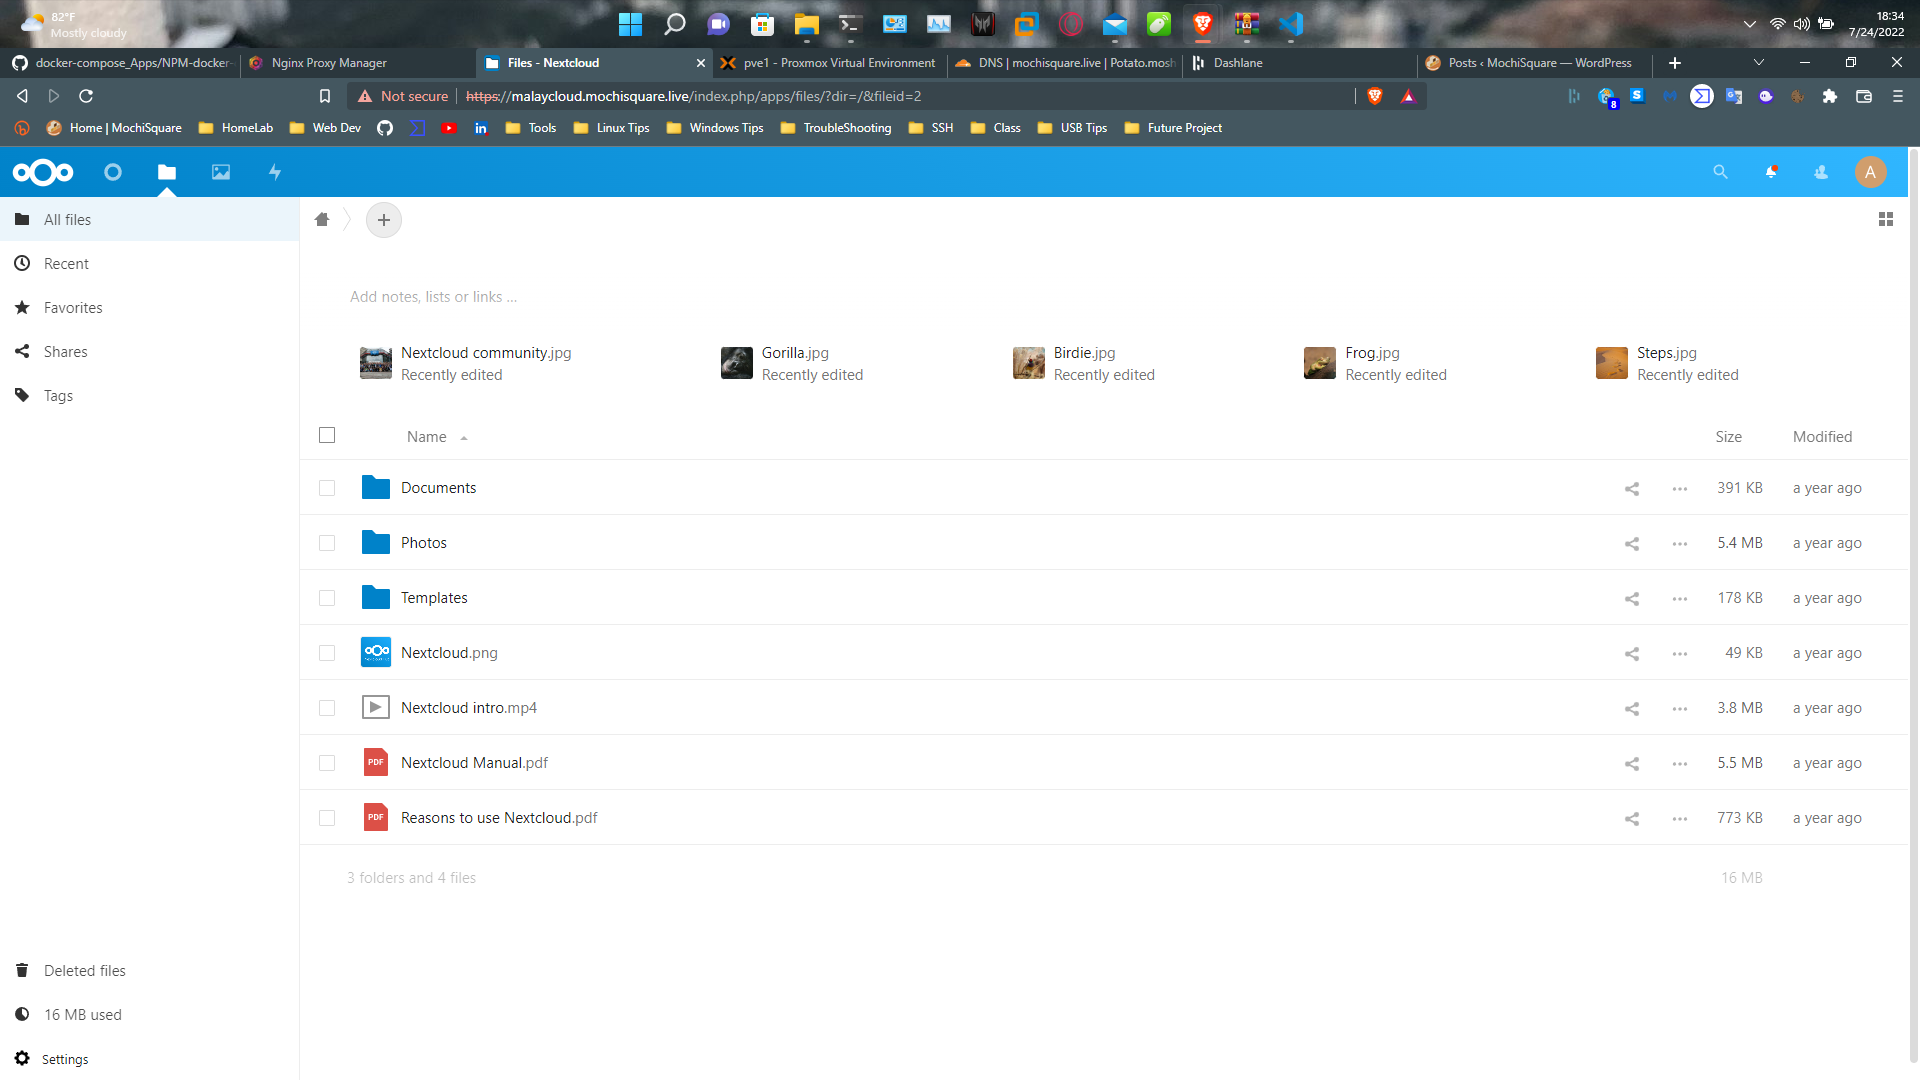 82°F
Mostly cloudy
18:34
7/24/2022
docker-compose_Apps/NPM-docker-
Nginx Proxy Manager
Files - Nextcloud
pve1 - Proxmox Virtual Environment
DNS | mochisquare.live | Potato.mosh
Dashlane
Posts ‹ MochiSquare — WordPress
Not secure
https://malaycloud.mochisquare.live/index.php/apps/files/?dir=/&fileid=2
8
Home | MochiSquare
HomeLab
Web Dev
Tools
Linux Tips
Windows Tips
TroubleShooting
SSH
Class
USB Tips
Future Project
A
All files
Recent
Favorites
Shares
Tags
Add notes, lists or links ...
Nextcloud community.jpg
Recently edited
Gorilla.jpg
Recently edited
Birdie.jpg
Recently edited
Frog.jpg
Recently edited
Steps.jpg
Recently edited
Name Size Modified
Documents 391 KB a year ago
Photos 5.4 MB a year ago
Templates 178 KB a year ago
Nextcloud.png 49 KB a year ago
Nextcloud intro.mp4 3.8 MB a year ago
PDF Nextcloud Manual.pdf 5.5 MB a year ago
PDF Reasons to use Nextcloud.pdf 773 KB a year ago
3 folders and 4 files 16 MB
Deleted files
16 MB used
Settings